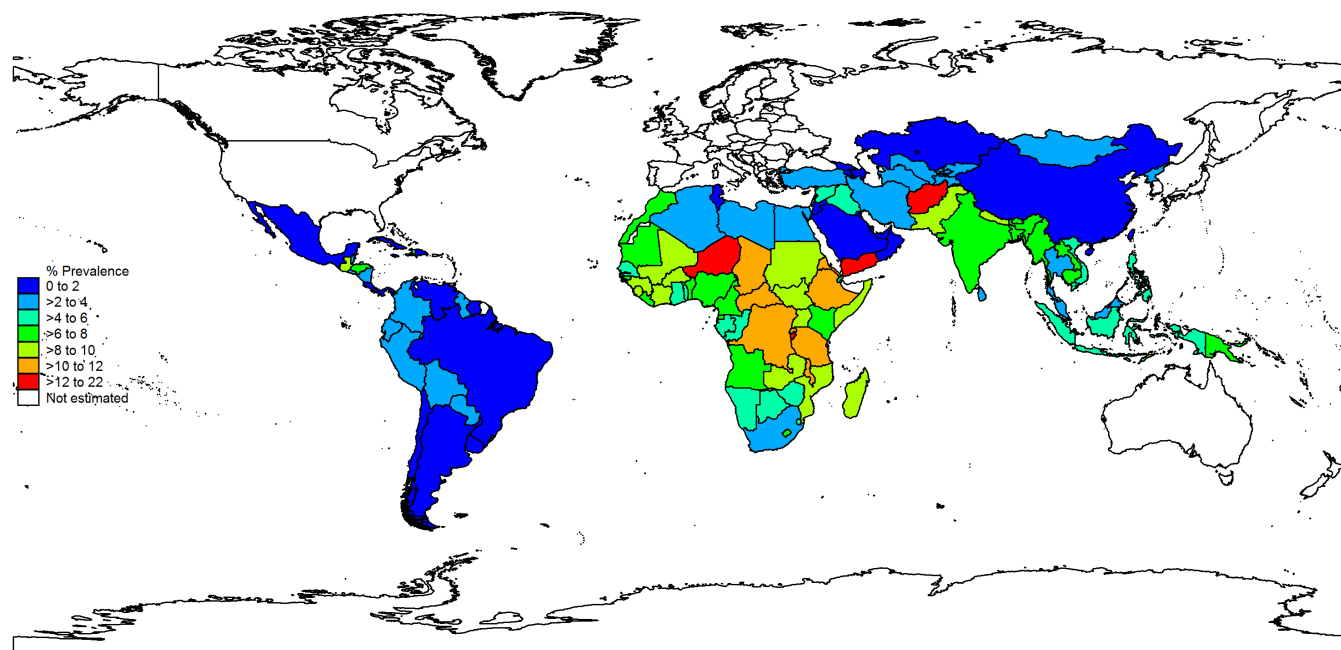 % Prevalence
0 to 2
>2 to 4
>4 to 6
>6 to 8
>8 to 10
>10 to 12
>12 to 22
Not estimated